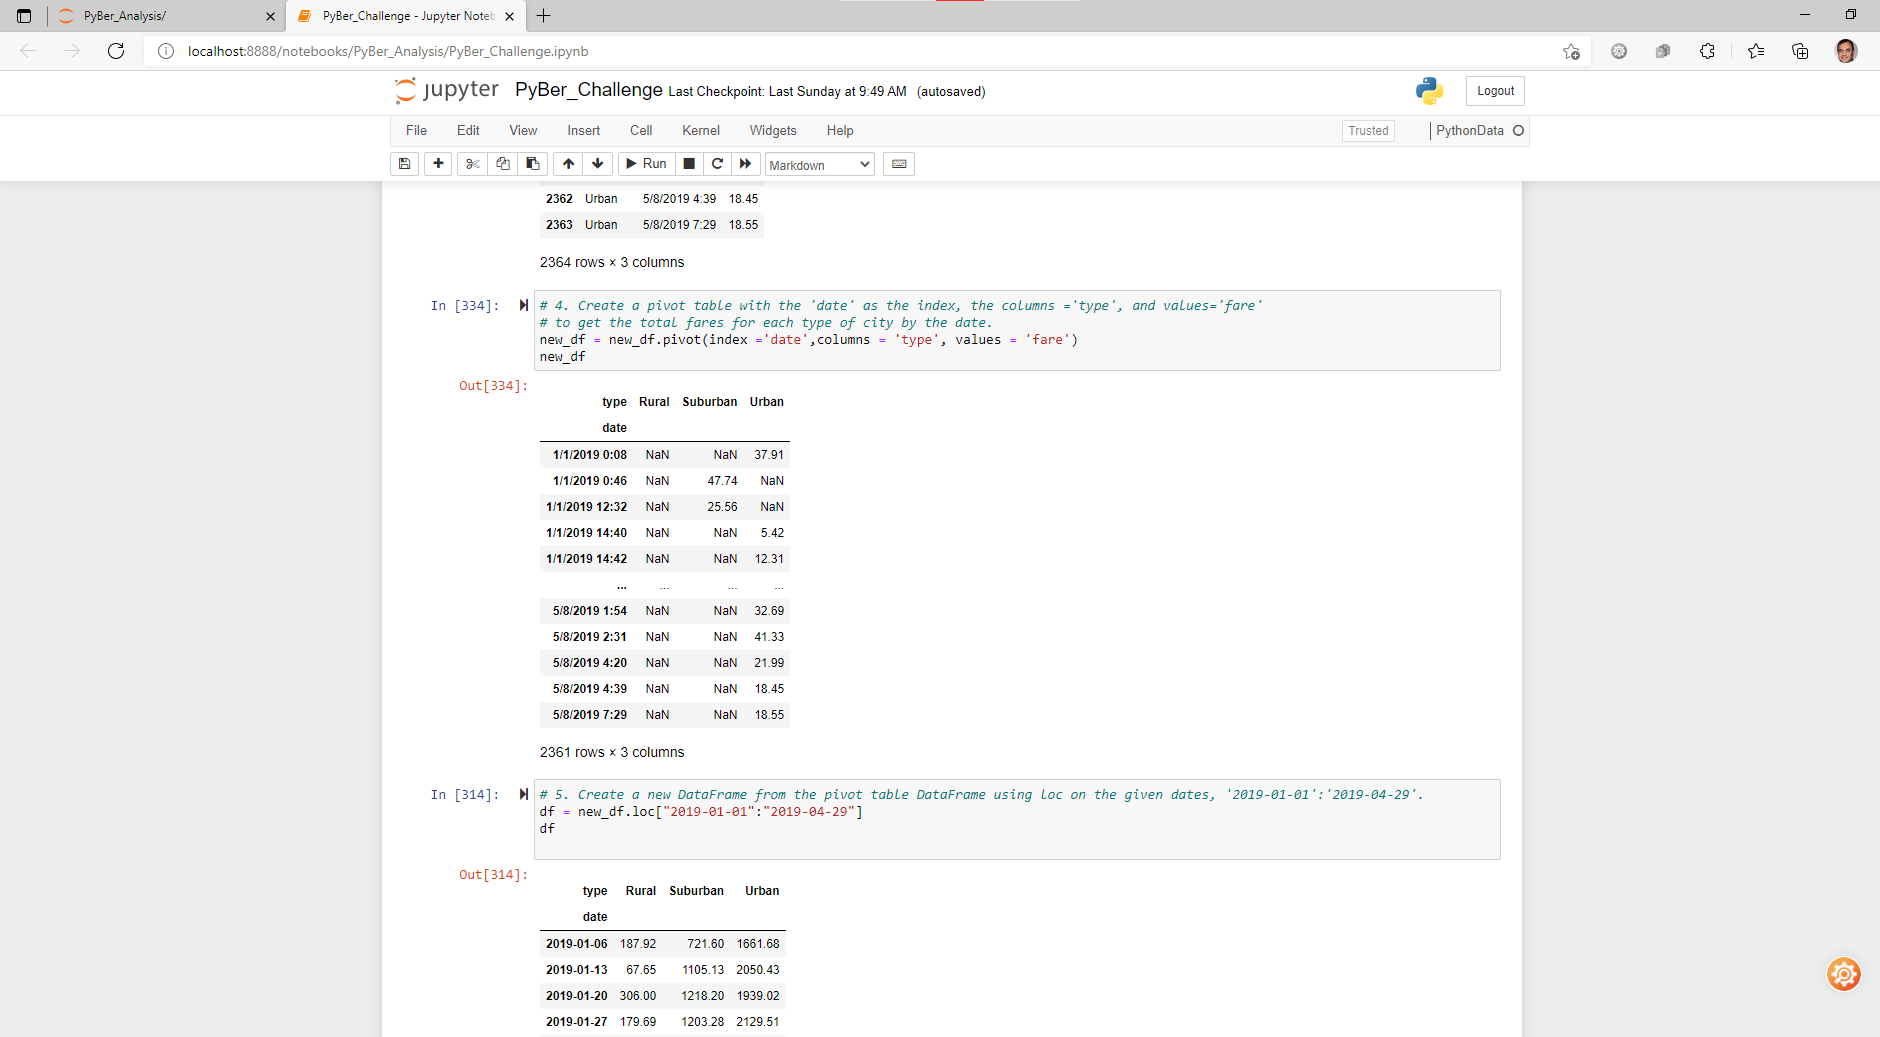 PyBer_Analysis/
PyBer_Challenge - Jupyter Noteb
localhost:8888/notebooks/PyBer_Analysis/PyBer_Challenge.ipynb
jupyter PyBer_Challenge Last Checkpoint: Last Sunday at 9:49 AM (autosaved)
Logout
File Edit View Insert Cell Kernel Widgets Help
Trusted
PythonData
Run
Markdown
2362 Urban 5/8/2019 4:39 18.45
2363 Urban 5/8/2019 7:29 18.55
2364 rows × 3 columns
In [334]:
# 4. Create a pivot table with the 'date' as the index, the columns ='type', and values='fare'
# to get the total fares for each type of city by the date.
new_df = new_df.pivot(index ='date',columns = 'type', values = 'fare')
new_df
Out[334]:
type Rural Suburban Urban
date
1/1/2019 0:08 NaN NaN 37.91
1/1/2019 0:46 NaN 47.74 NaN
1/1/2019 12:32 NaN 25.56 NaN
1/1/2019 14:40 NaN NaN 5.42
1/1/2019 14:42 NaN NaN 12.31
... ... ... ...
5/8/2019 1:54 NaN NaN 32.69
5/8/2019 2:31 NaN NaN 41.33
5/8/2019 4:20 NaN NaN 21.99
5/8/2019 4:39 NaN NaN 18.45
5/8/2019 7:29 NaN NaN 18.55
2361 rows × 3 columns
In [314]:
# 5. Create a new DataFrame from the pivot table DataFrame using loc on the given dates, '2019-01-01':'2019-04-29'.
df = new_df.loc["2019-01-01":"2019-04-29"]
df
Out[314]:
type Rural Suburban Urban
date
2019-01-06 187.92 721.60 1661.68
2019-01-13 67.65 1105.13 2050.43
2019-01-20 306.00 1218.20 1939.02
2019-01-27 179.69 1203.28 2129.51